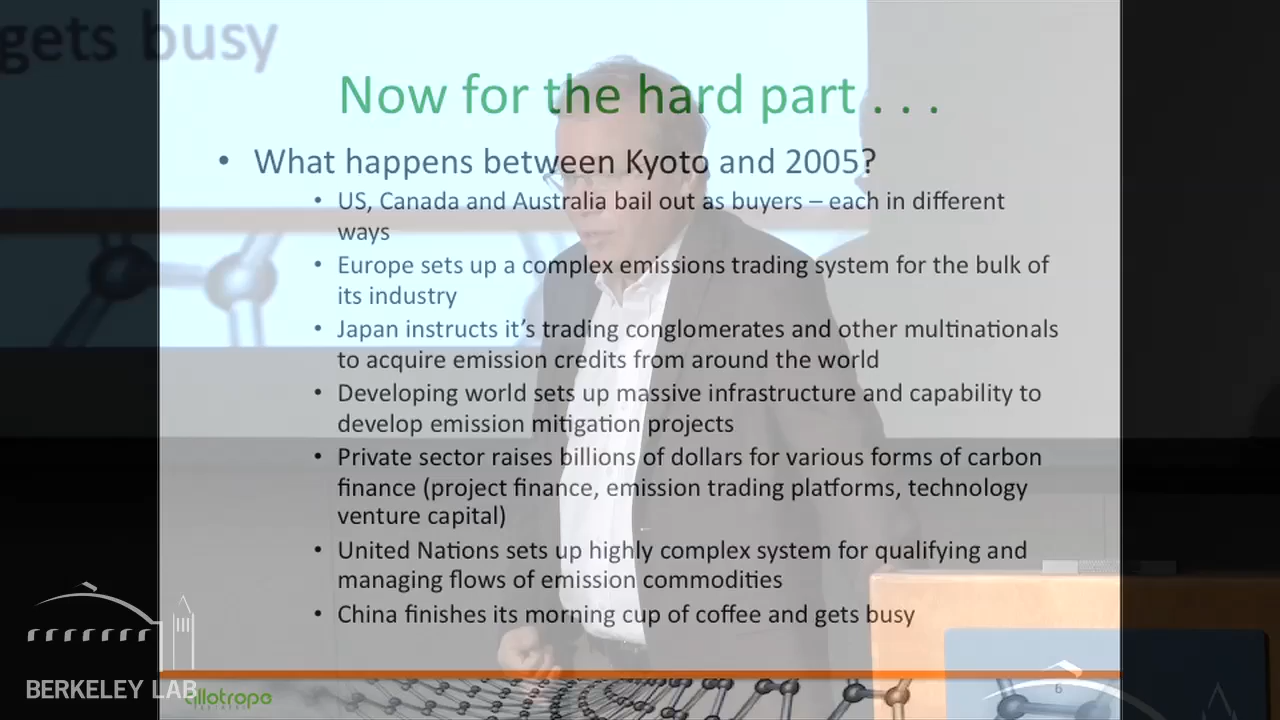 gets busy
Now for the hard part . . .
• What happens between Kyoto and 2005?
• US, Canada and Australia bail out as buyers – each in different
ways
• Europe sets up a complex emissions trading system for the bulk of
its industry
• Japan instructs it’s trading conglomerates and other multinationals
to acquire emission credits from around the world
• Developing world sets up massive infrastructure and capability to
develop emission mitigation projects
• Private sector raises billions of dollars for various forms of carbon
finance (project finance, emission trading platforms, technology
venture capital)
• United Nations sets up highly complex system for qualifying and
managing flows of emission commodities
• China finishes its morning cup of coffee and gets busy
BERKELEY LAB
allotrope
6